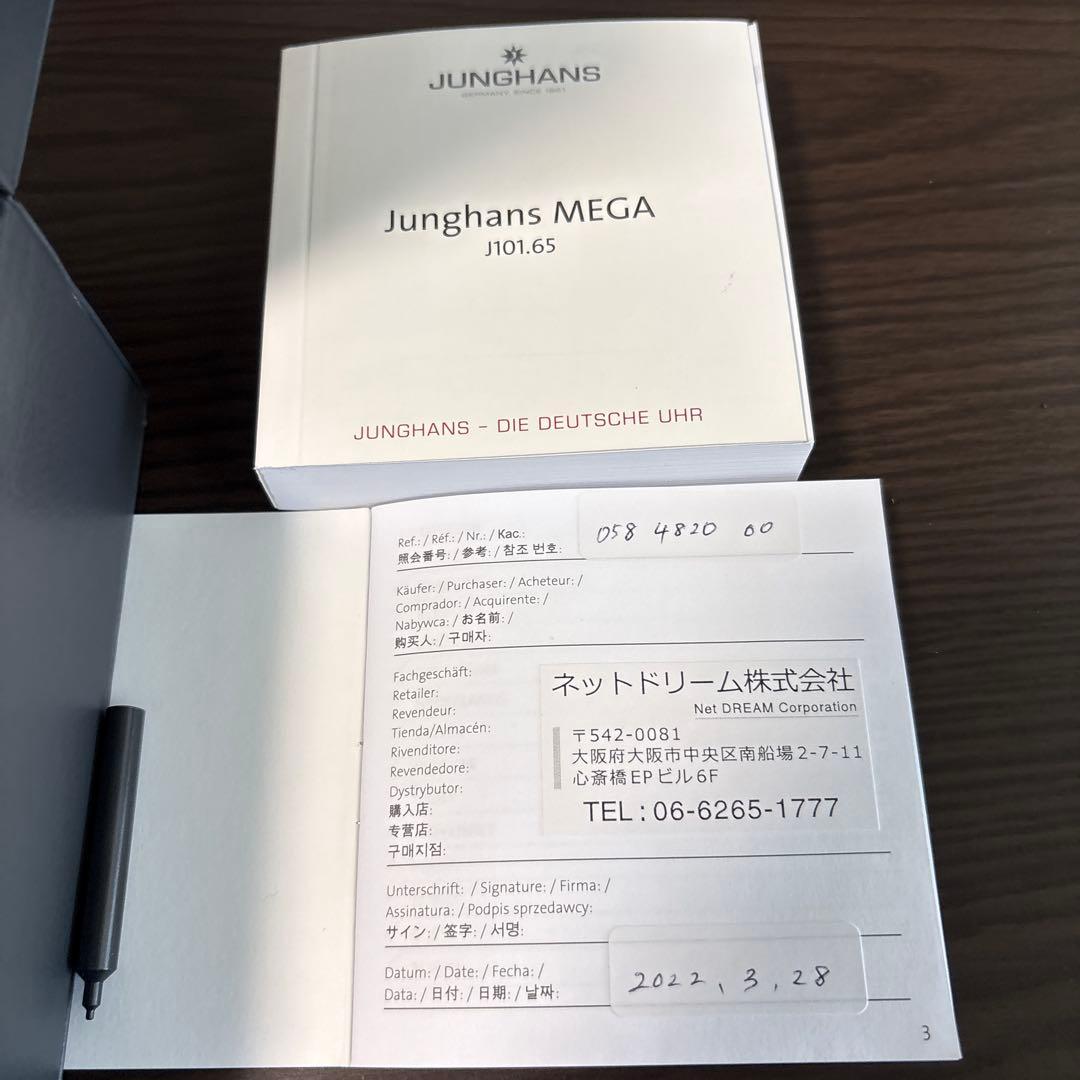 JUNGHANS
GERMANY. SINCE 1861
Junghans MEGA
J101.65
JUNGHANS – DIE DEUTSCHE UHR
Ref.: / Réf.: / Nr.: / Кас.:
照会番号: / 参考: / 참조 번호:
058 4820 00
Käufer: / Purchaser: / Acheteur: /
Comprador: / Acquirente: /
Nabywca: / お名前: /
购买人: / 구매자:
Fachgeschäft:
Retailer:
Revendeur:
Tienda/Almacén:
Rivenditore:
Revendedore:
Dystrybutor:
購入店:
专营店:
구매지점:
ネットドリーム株式会社
Net DREAM Corporation
〒542-0081
大阪府大阪市中央区南船場2-7-11
心斎橋EPビル6F
TEL:06-6265-1777
Unterschrift: / Signature: / Firma: /
Assinatura: / Podpis sprzedawcy:
サイン: / 签字: / 서명:
Datum: / Date: / Fecha: /
Data: / 日付: / 日期: / 날짜:
2022、3,28
3